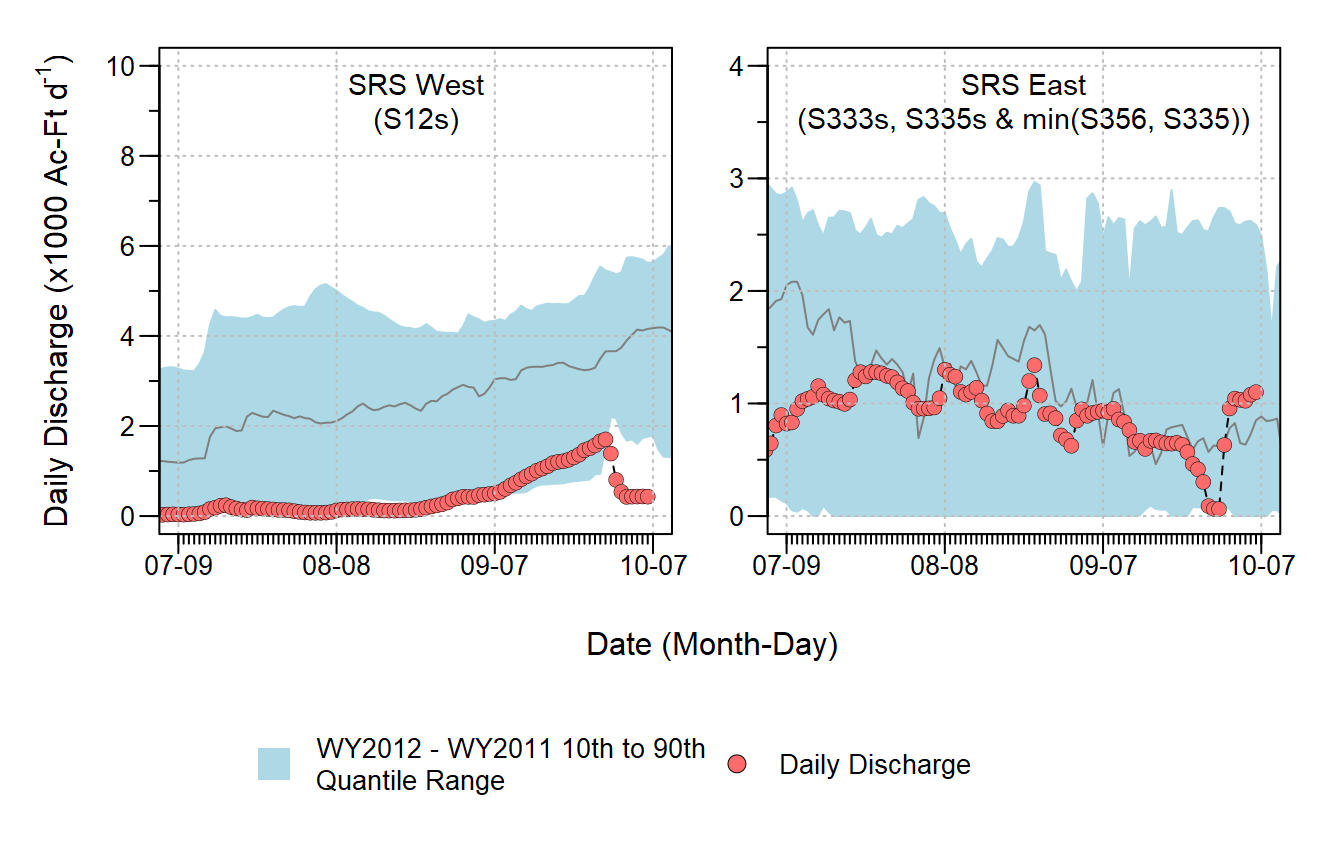 Daily Discharge (x1000 Ac-Ft d⁻¹)
SRS West
(S12s)
10
8
6
4
2
0
07-09 08-08 09-07 10-07
SRS East
(S333s, S335s & min(S356, S335))
4
3
2
1
0
07-09 08-08 09-07 10-07
Date (Month-Day)
WY2012 - WY2011 10th to 90th
Quantile Range
Daily Discharge